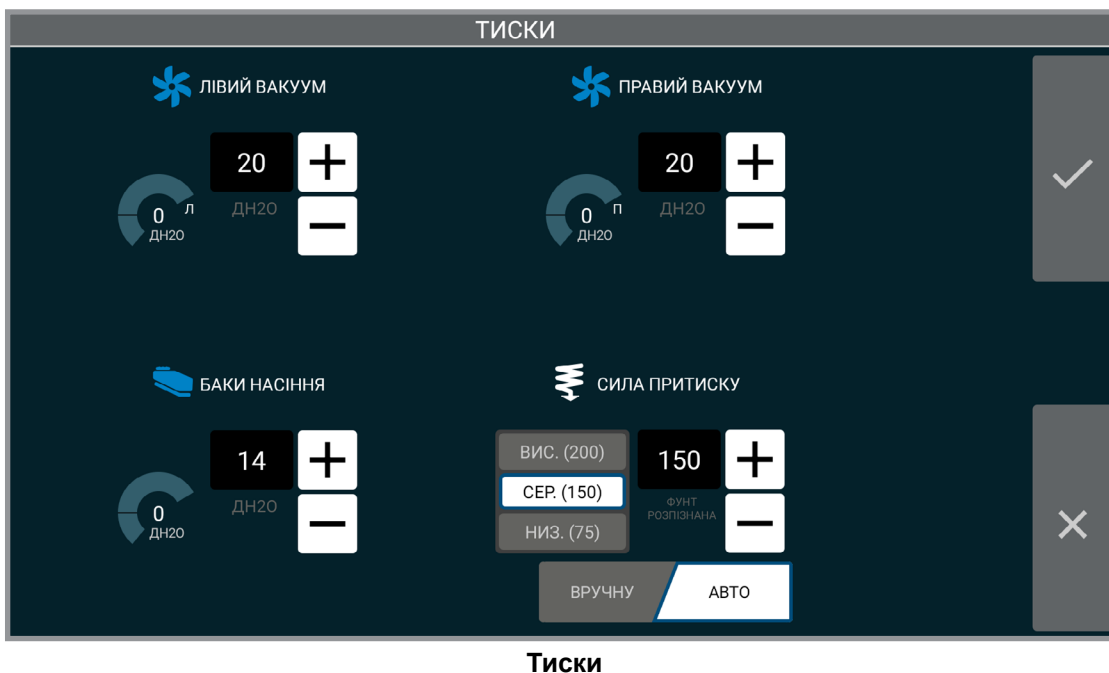 ТИСКИ
ЛІВИЙ ВАКУУМ
20
ДН2О
0
Л
ДН2О
ПРАВИЙ ВАКУУМ
20
ДН2О
0
П
ДН2О
БАКИ НАСІННЯ
14
ДН2О
0
ДН2О
СИЛА ПРИТИСКУ
ВИС. (200)
СЕР. (150)
НИЗ. (75)
150
ФУНТ
РОЗПІЗНАНА
ВРУЧНУ
АВТО
Тиски